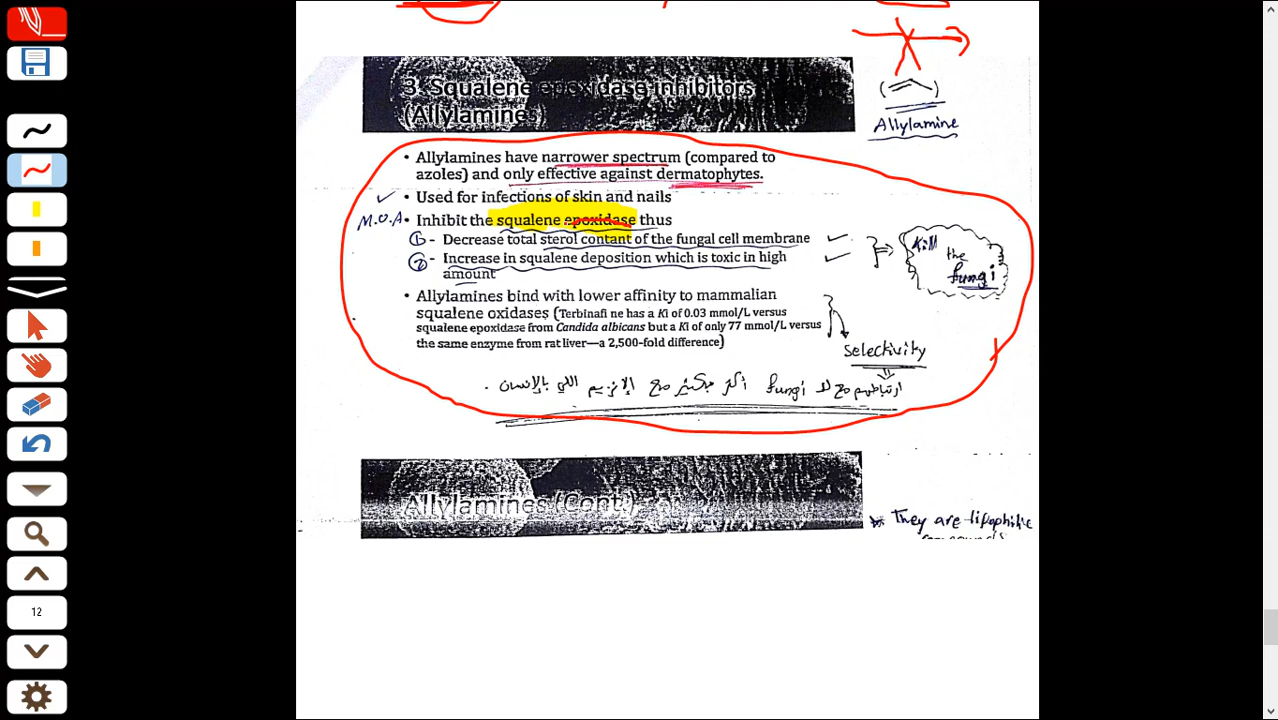 3. Squalene epoxidase inhibitors
(Allylamines)
Allylamine
• Allylamines have narrower spectrum (compared to
azoles) and only effective against dermatophytes.
• Used for infections of skin and nails
M.O.A • Inhibit the squalene epoxidase thus
① - Decrease total sterol contant of the fungal cell membrane
② - Increase in squalene deposition which is toxic in high
amount
Kill
the
fungi
• Allylamines bind with lower affinity to mammalian
squalene oxidases (Terbinafi ne has a Ki of 0.03 mmol/L versus
squalene epoxidase from Candida albicans but a Ki of only 77 mmol/L versus
the same enzyme from rat liver—a 2,500-fold difference)
Selectivity
ارتباطهم مع الـ fungi أكثر بكثير مع الإنزيم اللي بالإنسان .
Allylamines (Cont.)
* They are lipophilic
12